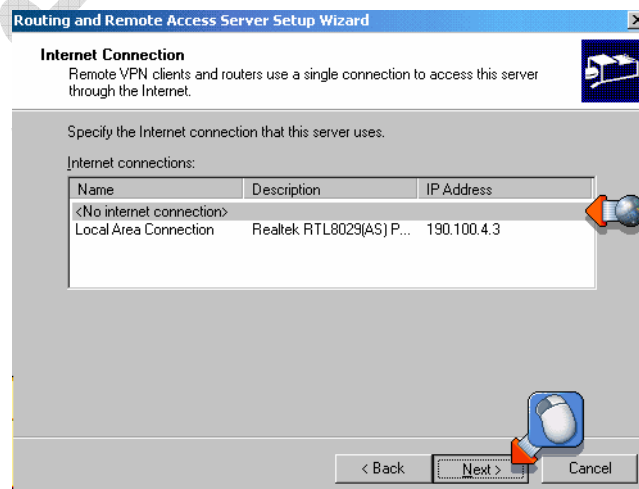 Routing and Remote Access Server Setup Wizard
Internet Connection
Remote VPN clients and routers use a single connection to access this server
through the Internet.
Specify the Internet connection that this server uses.
Internet connections:
Name Description IP Address
<No internet connection>
Local Area Connection Realtek RTL8029(AS) P... 190.100.4.3
< Back Next > Cancel